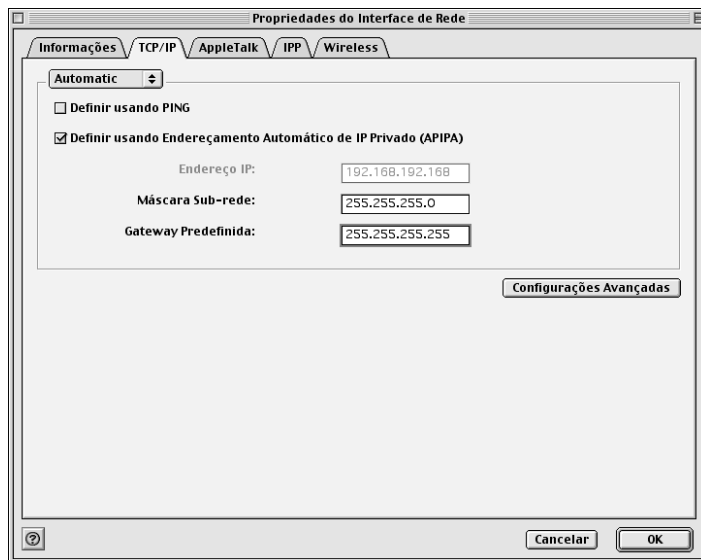 Propriedades do Interface de Rede
Informações TCP/IP AppleTalk IPP Wireless
Automatic
Definir usando PING
Definir usando Endereçamento Automático de IP Privado (APIPA)
Endereço IP: 192.168.192.168
Máscara Sub-rede: 255.255.255.0
Gateway Predefinida: 255.255.255.255
Configurações Avançadas
? Cancelar OK